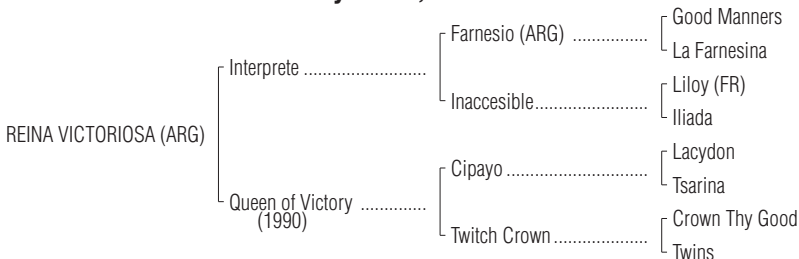 Good Manners
Farnesio (ARG) ................
La Farnesina
Interprete ..........................
Liloy (FR)
Inaccesible........................
Iliada
REINA VICTORIOSA (ARG)
Lacydon
Cipayo ..............................
Tsarina
Queen of Victory ..............
(1990)
Crown Thy Good
Twitch Crown....................
Twins